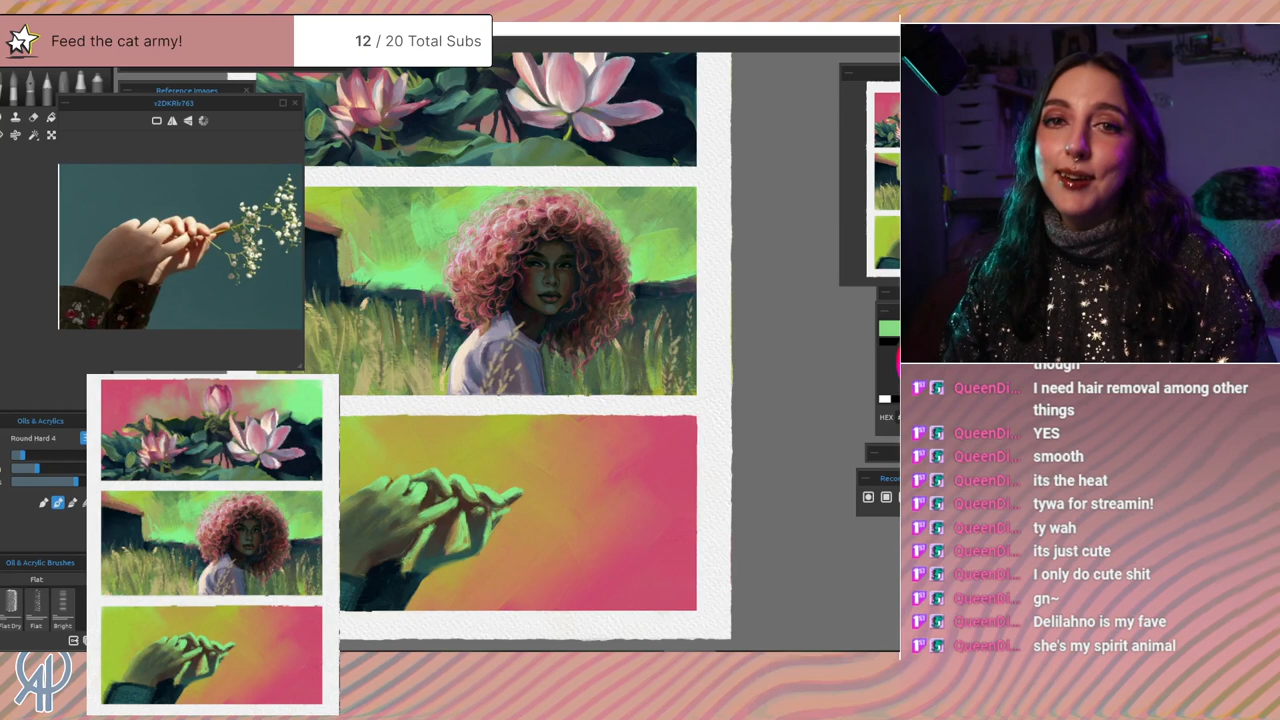 Feed the cat army!
12 / 20 Total Subs
Reference Images
Oils & Acrylics
Round Hard 4
Oil & Acrylic Brushes
Flat
Flat Dry
Flat
Bright
HEX
though
QueenDi... I need hair removal among other
things
QueenDi... YES
QueenDi... smooth
QueenDi... its the heat
QueenDi... tywa for streamin!
QueenDi... ty wah
QueenDi... its just cute
QueenDi... I only do cute shit
QueenDi... gn~
QueenDi... Delilahno is my fave
QueenDi... she's my spirit animal